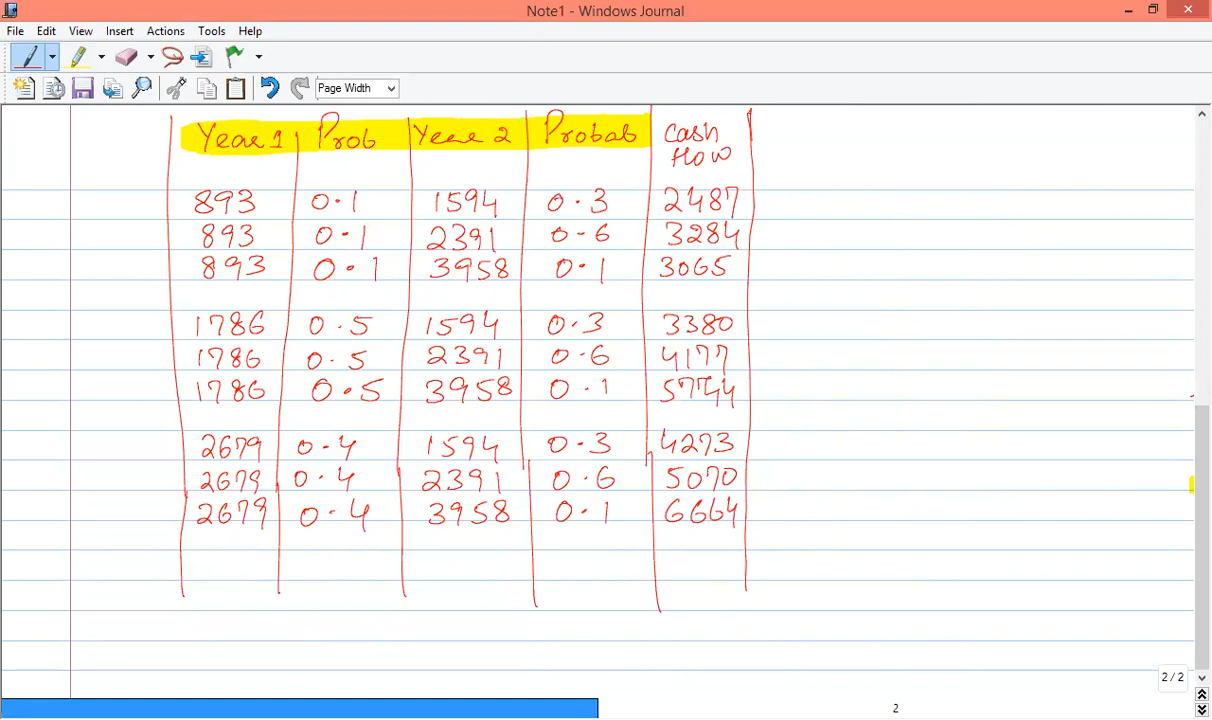 Note1 - Windows Journal
File Edit View Insert Actions Tools Help
Page Width
Year 1 Prob Year 2 Probab Cash flow
893 0.1 1594 0.3 2487
893 0.1 2391 0.6 3284
893 0.1 3958 0.1 3065
1786 0.5 1594 0.3 3380
1786 0.5 2391 0.6 4177
1786 0.5 3958 0.1 5744
2679 0.4 1594 0.3 4273
2679 0.4 2391 0.6 5070
2679 0.4 3958 0.1 6664
2 / 2
2